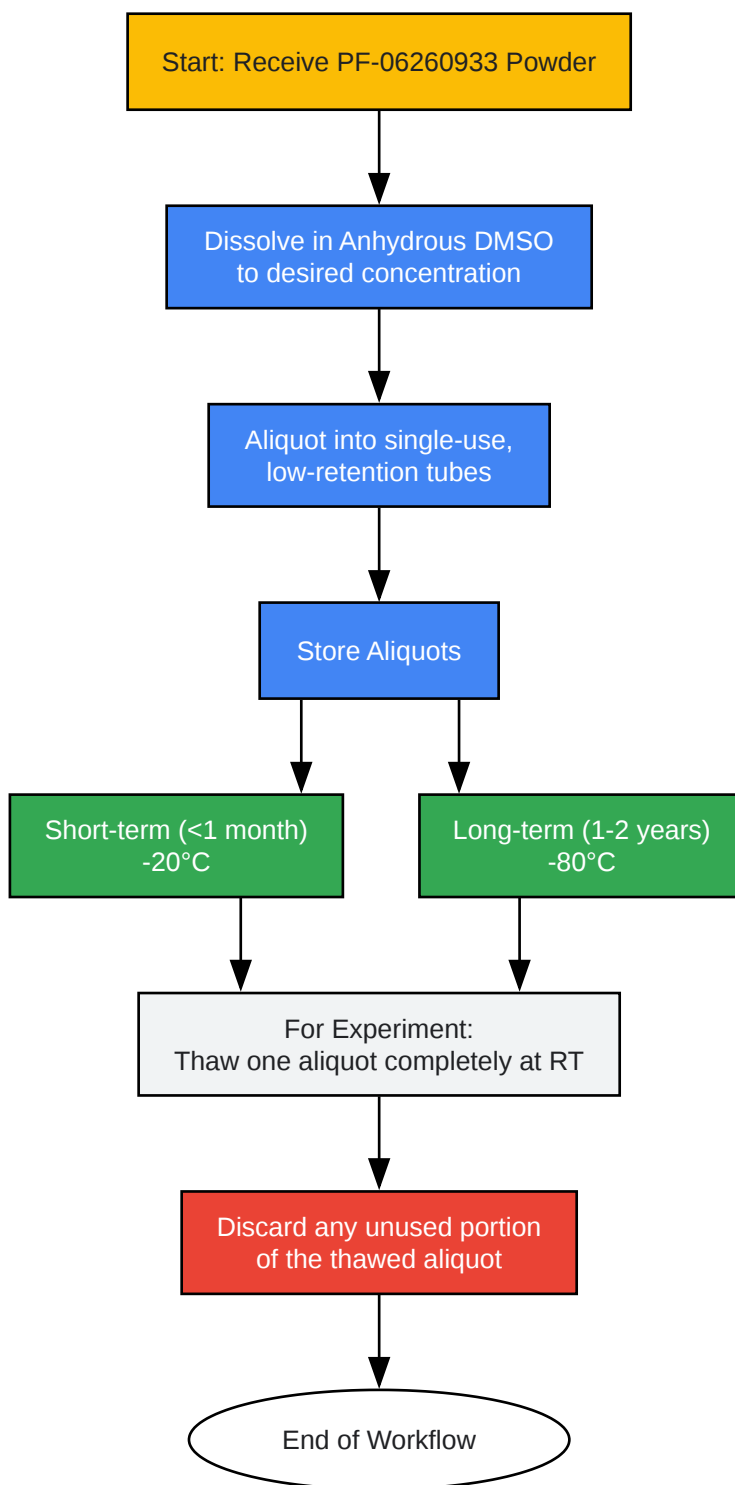 Start: Receive PF-06260933 Powder
Dissolve in Anhydrous DMSO
to desired concentration
Aliquot into single-use,
low-retention tubes
Store Aliquots
Short-term (<1 month)
-20°C
Long-term (1-2 years)
-80°C
For Experiment:
Thaw one aliquot completely at RT
Discard any unused portion
of the thawed aliquot
End of Workflow